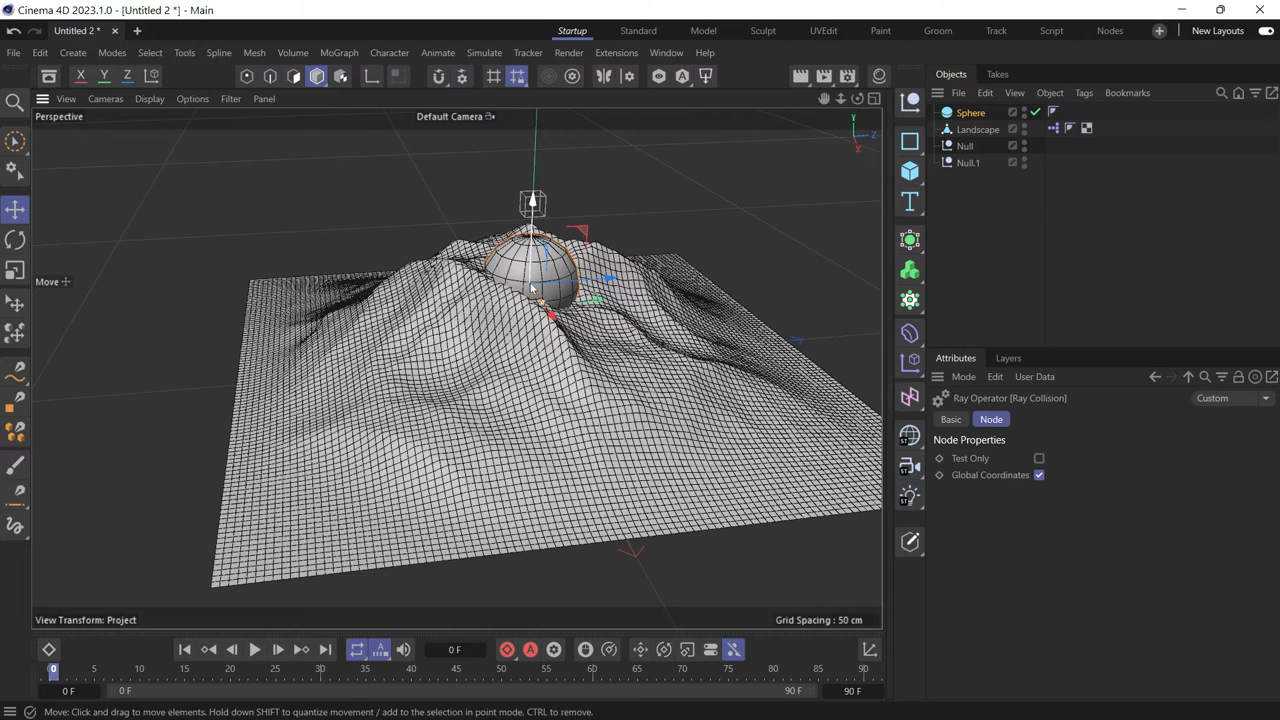 Cinema 4D 2023.1.0 - [Untitled 2 *] - Main
Untitled 2 *
Startup Standard Model Sculpt UVEdit Paint Groom Track Script Nodes New Layouts
File Edit Create Modes Select Tools Spline Mesh Volume MoGraph Character Animate Simulate Tracker Render Extensions Window Help
X Y Z
Objects Takes
View Cameras Display Options Filter Panel
File Edit View Object Tags Bookmarks
Perspective
Default Camera
Y
Z
X
Sphere
Landscape
Null
Null.1
Move
Attributes Layers
Mode Edit User Data
Ray Operator [Ray Collision] Custom
Basic Node
Node Properties
Test Only
Global Coordinates
ST
ST
ST
View Transform: Project
Grid Spacing : 50 cm
0 F
0 5 10 15 20 25 30 35 40 45 50 55 60 65 70 75 80 85 90
0 F 0 F 90 F 90 F
Move: Click and drag to move elements. Hold down SHIFT to quantize movement / add to the selection in point mode, CTRL to remove.